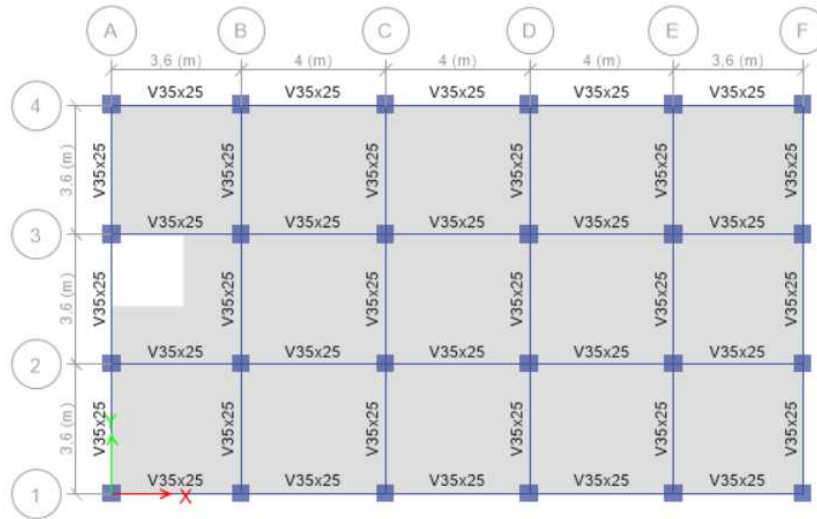 A B C D E F
3,6 (m) 4 (m) 4 (m) 4 (m) 3,6 (m)
4 V35x25 V35x25 V35x25 V35x25 V35x25
3,6 (m) V35x25 V35x25 V35x25 V35x25 V35x25 V35x25
3 V35x25 V35x25 V35x25 V35x25 V35x25
3,6 (m) V35x25 V35x25 V35x25 V35x25 V35x25 V35x25
2 V35x25 V35x25 V35x25 V35x25 V35x25
3,6 (m) V35x25 V35x25 V35x25 V35x25 V35x25 V35x25
Y
1 V35x25 V35x25 V35x25 V35x25 V35x25
X